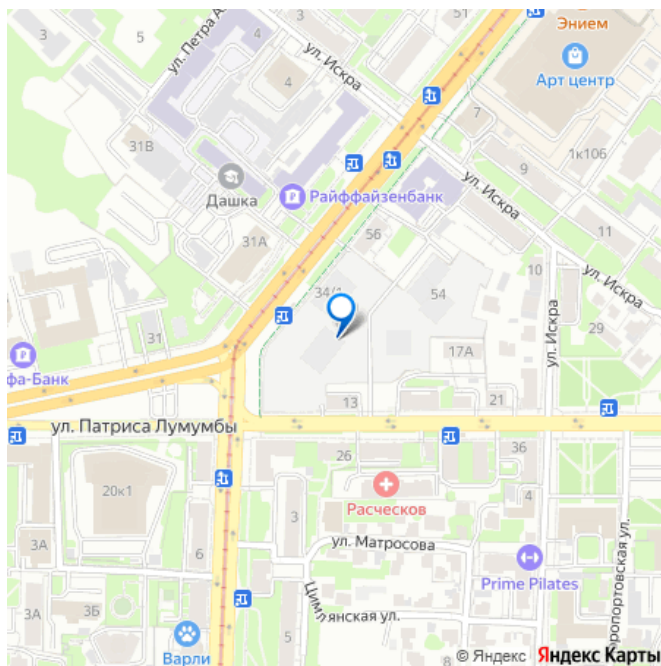 51
Энием
Арт центр
3
5
ул. Петра А
4
ул. Искра
4
7
1к106
31В
9
Дашка
Райффайзенбанк
ул. Искра
11
56
31А
10
ул. Искра
34/1
54
31
29
ул. Искра
фа-Банк
17А
13
21
ул. Патриса Лумумбы
26
36
20к1
Расческов
4
3
3А
6
ул. Матросова
Prime Pilates
3А
3Б
Цимлянская ул.
эропортовская ул.
5
Варли
© Яндекс Яндекс Карты